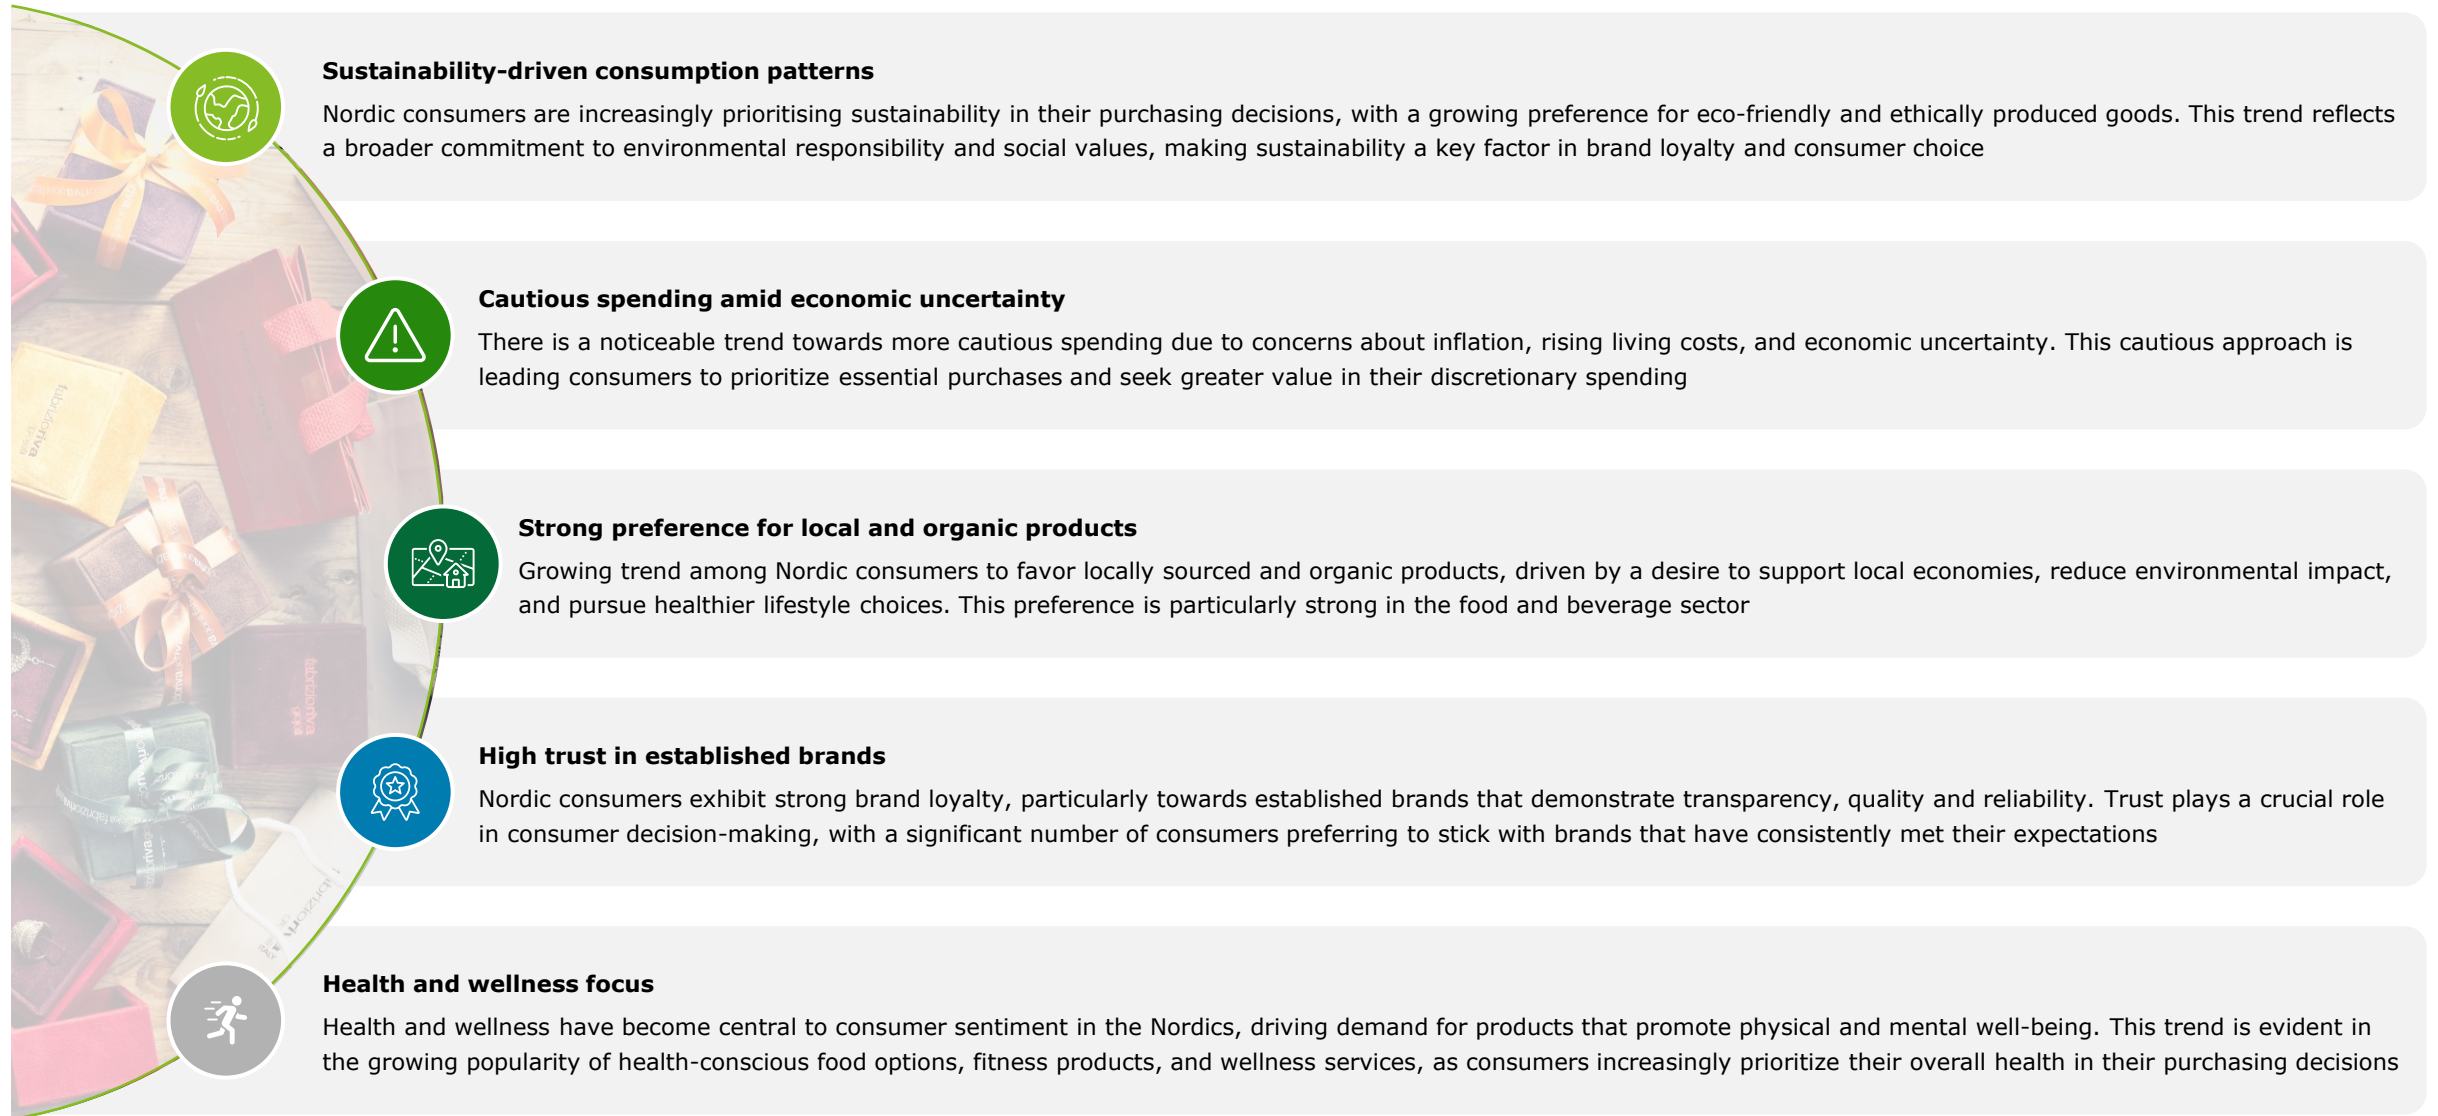 Sustainability-driven consumption patterns
Nordic consumers are increasingly prioritising sustainability in their purchasing decisions, with a growing preference for eco-friendly and ethically produced goods. This trend reflects
a broader commitment to environmental responsibility and social values, making sustainability a key factor in brand loyalty and consumer choice
Cautious spending amid economic uncertainty
There is a noticeable trend towards more cautious spending due to concerns about inflation, rising living costs, and economic uncertainty. This cautious approach is
leading consumers to prioritize essential purchases and seek greater value in their discretionary spending
fabrizioriva
Strong preference for local and organic products
Growing trend among Nordic consumers to favor locally sourced and organic products, driven by a desire to support local economies, reduce environmental impact,
and pursue healthier lifestyle choices. This preference is particularly strong in the food and beverage sector
fabrizioriva
gioia
High trust in established brands
Nordic consumers exhibit strong brand loyalty, particularly towards established brands that demonstrate transparency, quality and reliability. Trust plays a crucial role
in consumer decision-making, with a significant number of consumers preferring to stick with brands that have consistently met their expectations
ITALY
Health and wellness focus
Health and wellness have become central to consumer sentiment in the Nordics, driving demand for products that promote physical and mental well-being. This trend is evident in
the growing popularity of health-conscious food options, fitness products, and wellness services, as consumers increasingly prioritize their overall health in their purchasing decisions